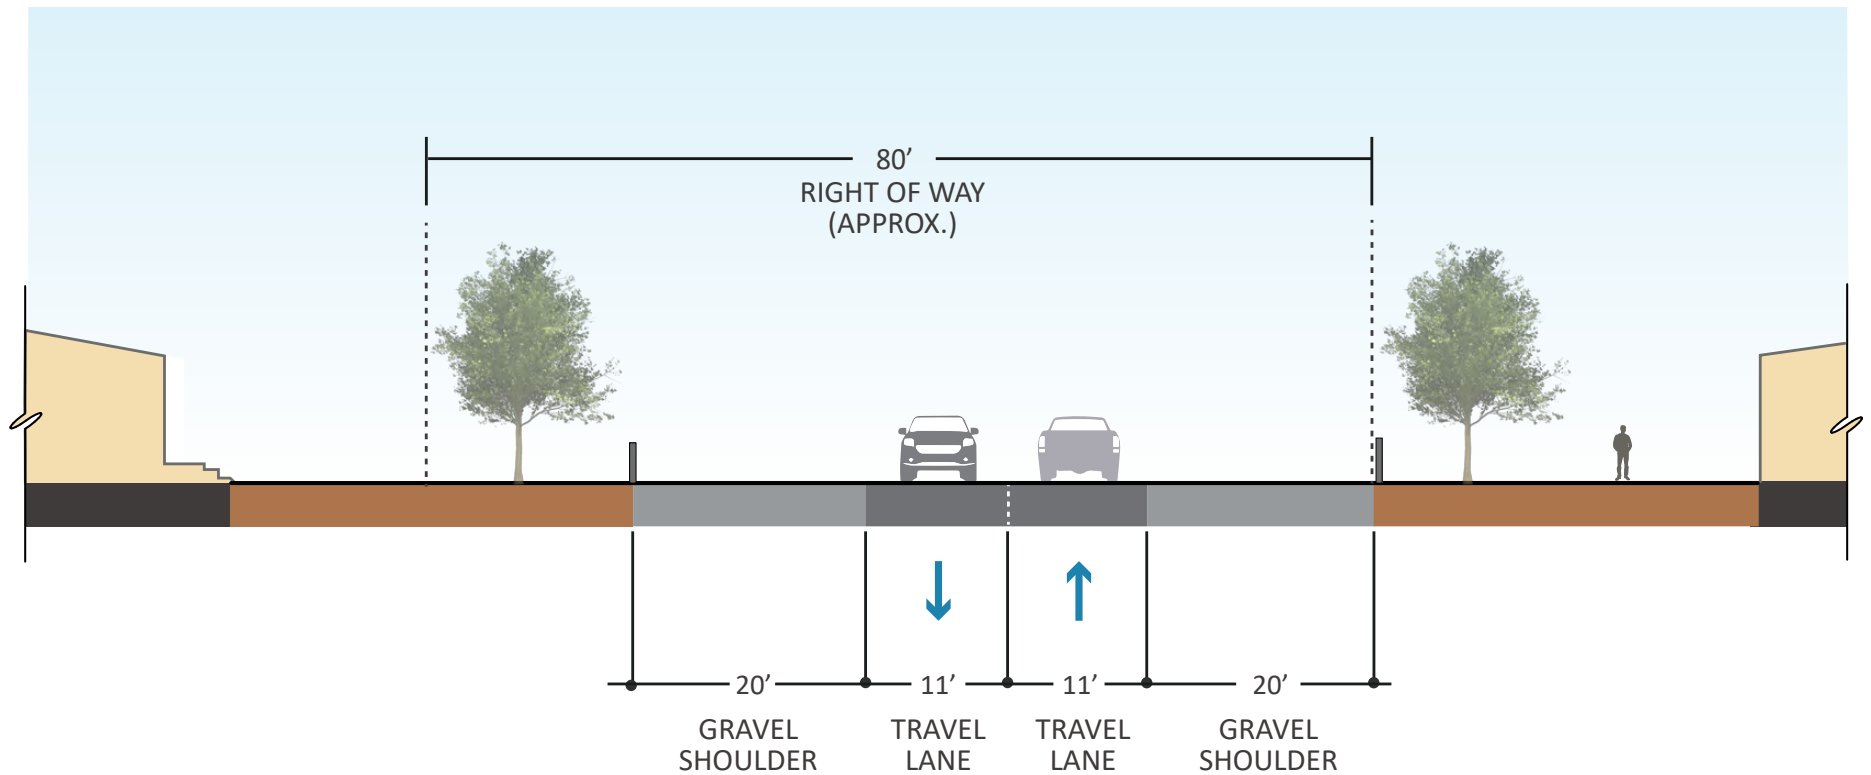 80’
RIGHT OF WAY
(APPROX.)
20’
11’
11’
20’
GRAVEL
SHOULDER
TRAVEL
LANE
TRAVEL
LANE
GRAVEL
SHOULDER